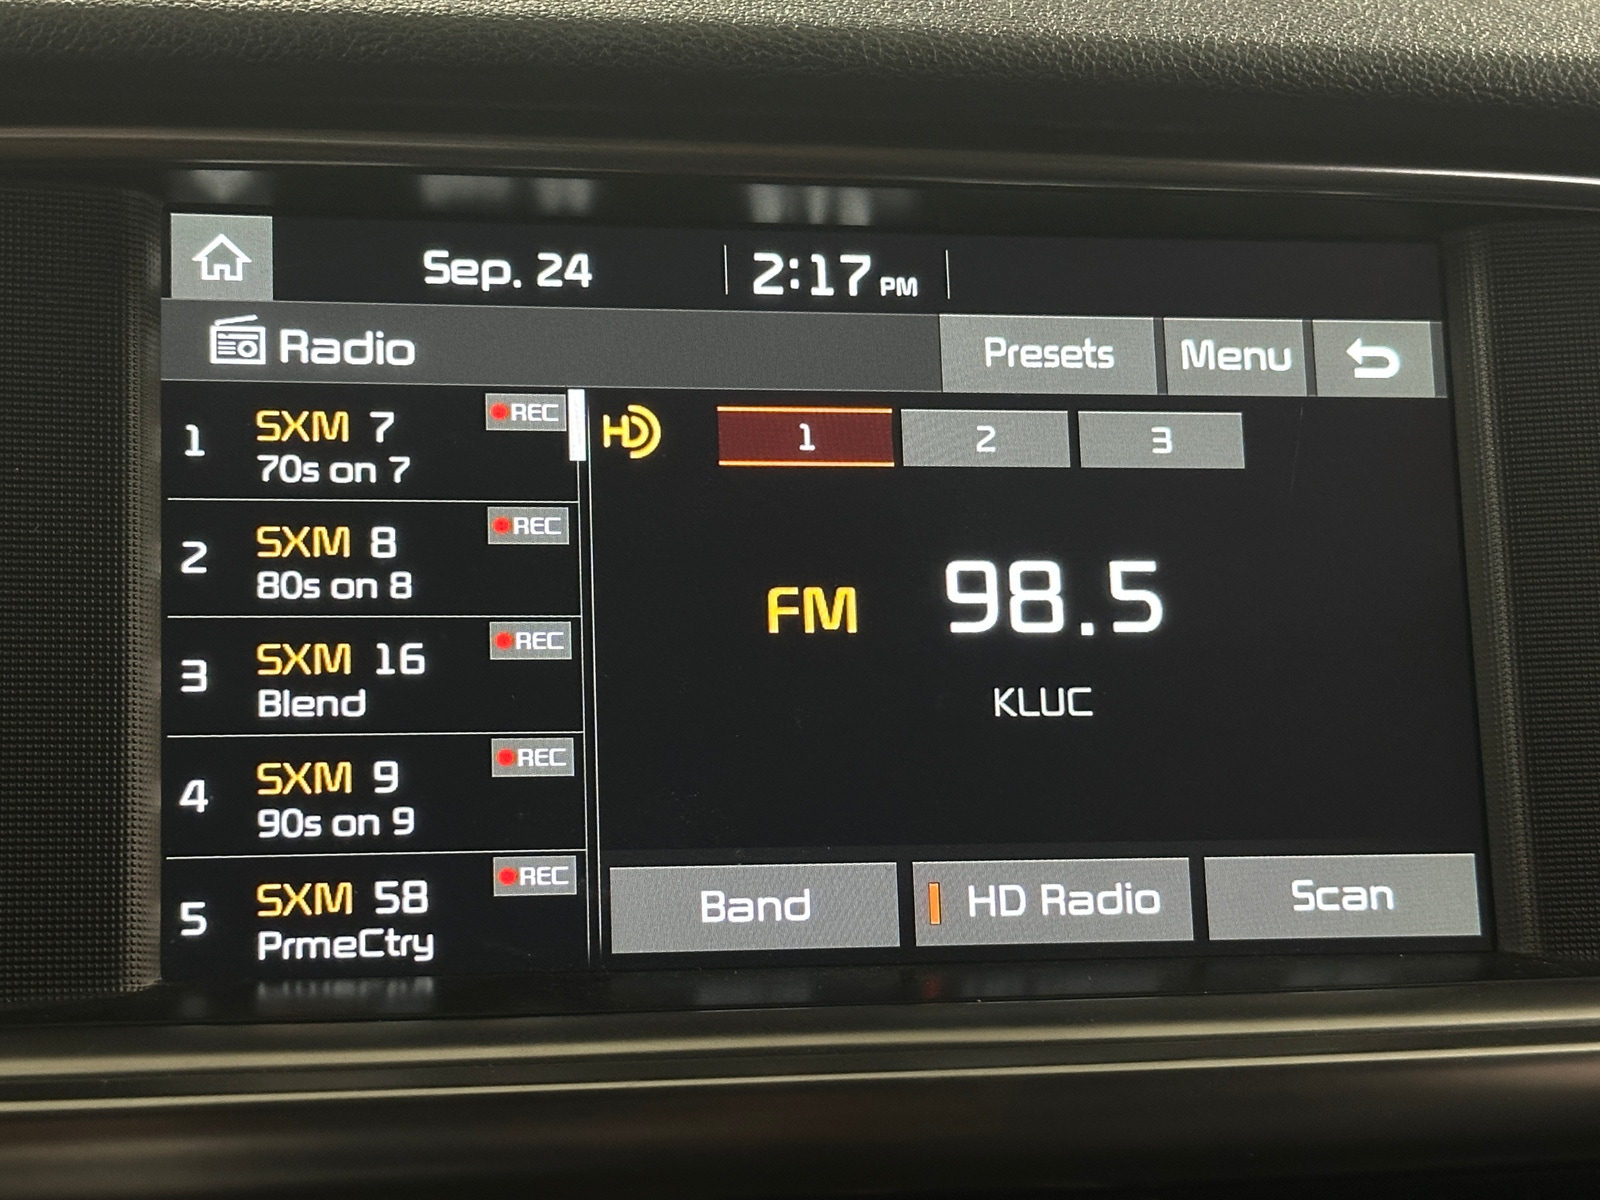 Sep. 24
2:17 PM
Radio
Presets
Menu
1
SXM 7
REC
70s on 7
2
SXM 8
REC
80s on 8
3
SXM 16
REC
Blend
4
SXM 9
REC
90s on 9
5
SXM 58
REC
PrmeCtry
HD
1
2
3
FM 98.5
KLUC
Band
HD Radio
Scan